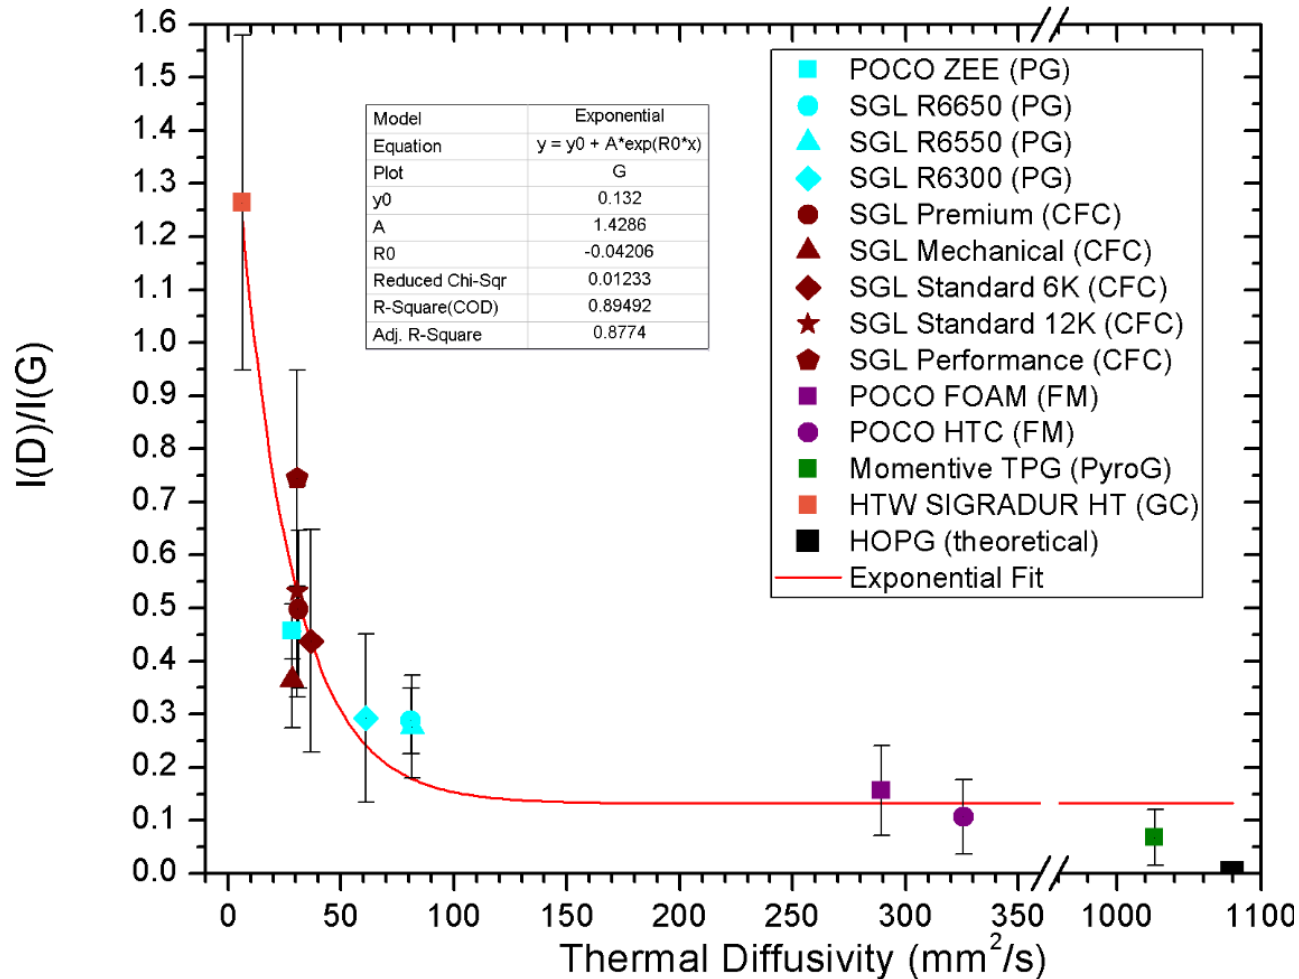 I(D)/I(G)
1.6
1.5
1.4
1.3
1.2
1.1
1.0
0.9
0.8
0.7
0.6
0.5
0.4
0.3
0.2
0.1
0.0
Model Exponential
Equation y = y0 + A*exp(R0*x)
Plot G
y0 0.132
A 1.4286
R0 -0.04206
Reduced Chi-Sqr 0.01233
R-Square(COD) 0.89492
Adj. R-Square 0.8774
POCO ZEE (PG)
SGL R6650 (PG)
SGL R6550 (PG)
SGL R6300 (PG)
SGL Premium (CFC)
SGL Mechanical (CFC)
SGL Standard 6K (CFC)
SGL Standard 12K (CFC)
SGL Performance (CFC)
POCO FOAM (FM)
POCO HTC (FM)
Momentive TPG (PyroG)
HTW SIGRADUR HT (GC)
HOPG (theoretical)
Exponential Fit
0 50 100 150 200 250 300 350 1000 1100
Thermal Diffusivity (mm²/s)